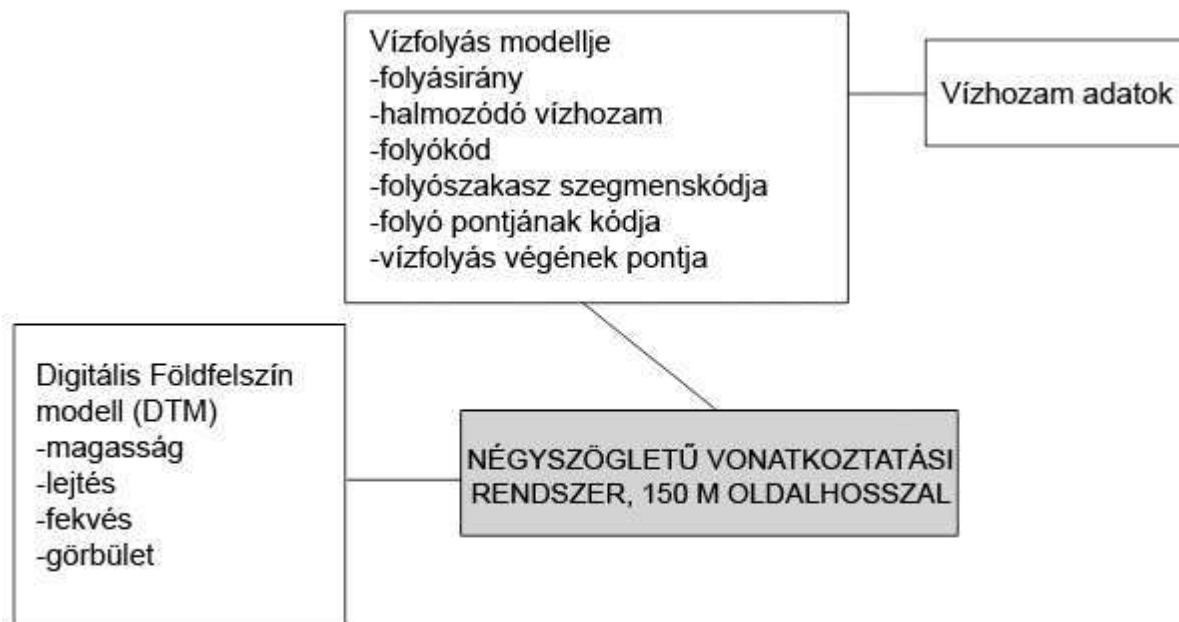 Vízfolyás modellje
-folyásirány
-halmozódó vízhozam
-folyókód
-folyószakasz szegmenskódja
-folyó pontjának kódja
-vízfolyás végének pontja
Vízhozam adatok
Digitális Földfelszín
modell (DTM)
-magasság
-lejtés
-fekvés
-görbület
NÉGYSZÖGLETŰ VONATKOZTATÁSI
RENDSZER, 150 M OLDALHOSSZAL